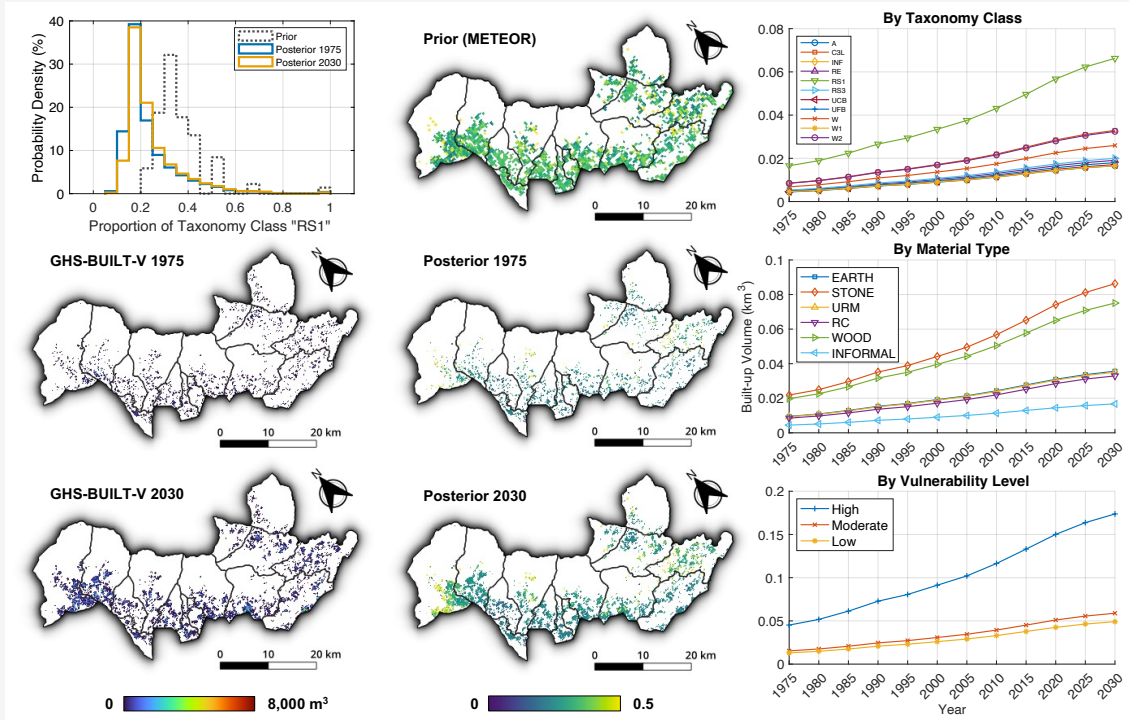 40
30
20
10
0
Probability Density (%)
Prior
Posterior 1975
Posterior 2030
0 0.2 0.4 0.6 0.8 1
Proportion of Taxonomy Class "RS1"
Prior (METEOR)
N
0 10 20 km
By Taxonomy Class
0.08
0.06
0.04
0.02
0
A
C3L
INF
RE
RS1
RS3
UCB
UFB
W
W1
W2
1975 1980 1985 1990 1995 2000 2005 2010 2015 2020 2025 2030
GHS-BUILT-V 1975
N
0 10 20 km
Posterior 1975
N
0 10 20 km
By Material Type
0.1
0.08
0.06
0.04
0.02
0
Built-up Volume (km³)
EARTH
STONE
URM
RC
WOOD
INFORMAL
1975 1980 1985 1990 1995 2000 2005 2010 2015 2020 2025 2030
GHS-BUILT-V 2030
N
0 10 20 km
Posterior 2030
N
0 10 20 km
By Vulnerability Level
0.2
0.15
0.1
0.05
0
High
Moderate
Low
1975 1980 1985 1990 1995 2000 2005 2010 2015 2020 2025 2030
Year
0 8,000 m³
0 0.5